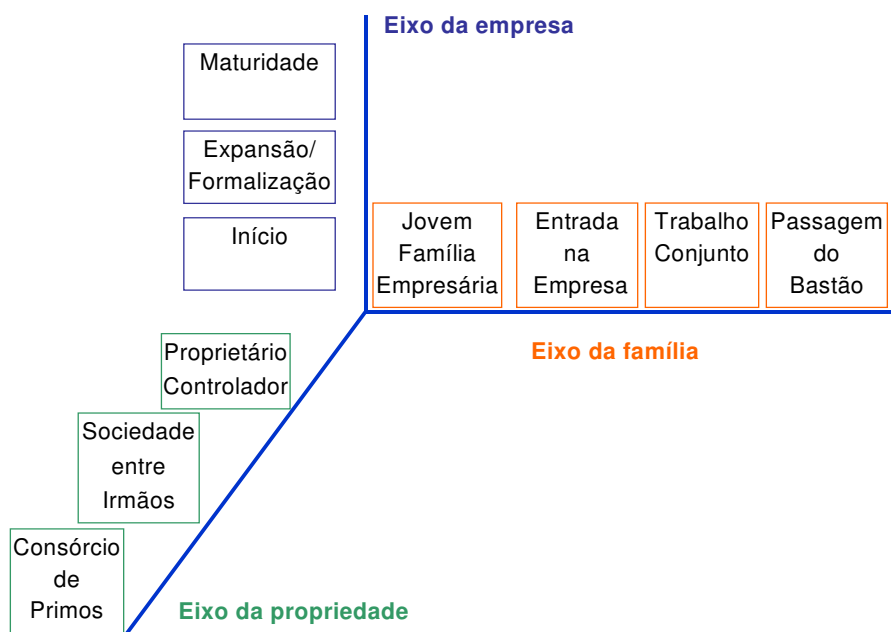 Eixo da empresa
Maturidade
Expansão/
Formalização
Início
Jovem
Família
Empresária
Entrada
na
Empresa
Trabalho
Conjunto
Passagem
do
Bastão
Eixo da família
Proprietário
Controlador
Sociedade
entre
Irmãos
Consórcio
de
Primos
Eixo da propriedade